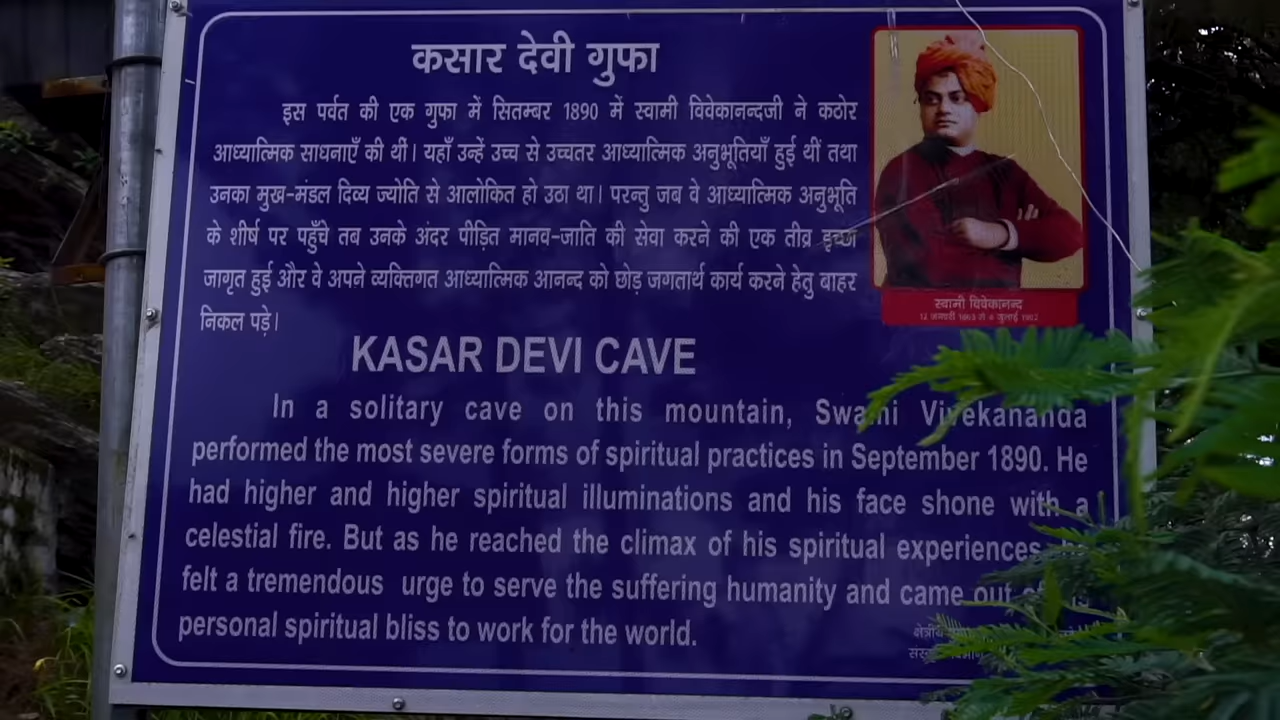 कसार देवी गुफा
इस पर्वत की एक गुफा में सितम्बर 1890 में स्वामी विवेकानन्दजी ने कठोर
आध्यात्मिक साधनाएँ की थीं। यहाँ उन्हें उच्च से उच्चतर आध्यात्मिक अनुभूतियाँ हुई थीं तथा
उनका मुख-मंडल दिव्य ज्योति से आलोकित हो उठा था। परन्तु जब वे आध्यात्मिक अनुभूति
के शीर्ष पर पहुँचे तब उनके अंदर पीड़ित मानव-जाति की सेवा करने की एक तीव्र इच्छा
जागृत हुई और वे अपने व्यक्तिगत आध्यात्मिक आनन्द को छोड़ जगतार्थ कार्य करने हेतु बाहर
निकल पड़े।
स्वामी विवेकानन्द
12 जनवरी 1863 से 4 जुलाई 1902
KASAR DEVI CAVE
In a solitary cave on this mountain, Swami Vivekananda
performed the most severe forms of spiritual practices in September 1890. He
had higher and higher spiritual illuminations and his face shone with a
celestial fire. But as he reached the climax of his spiritual experiences
felt a tremendous urge to serve the suffering humanity and came out
personal spiritual bliss to work for the world.